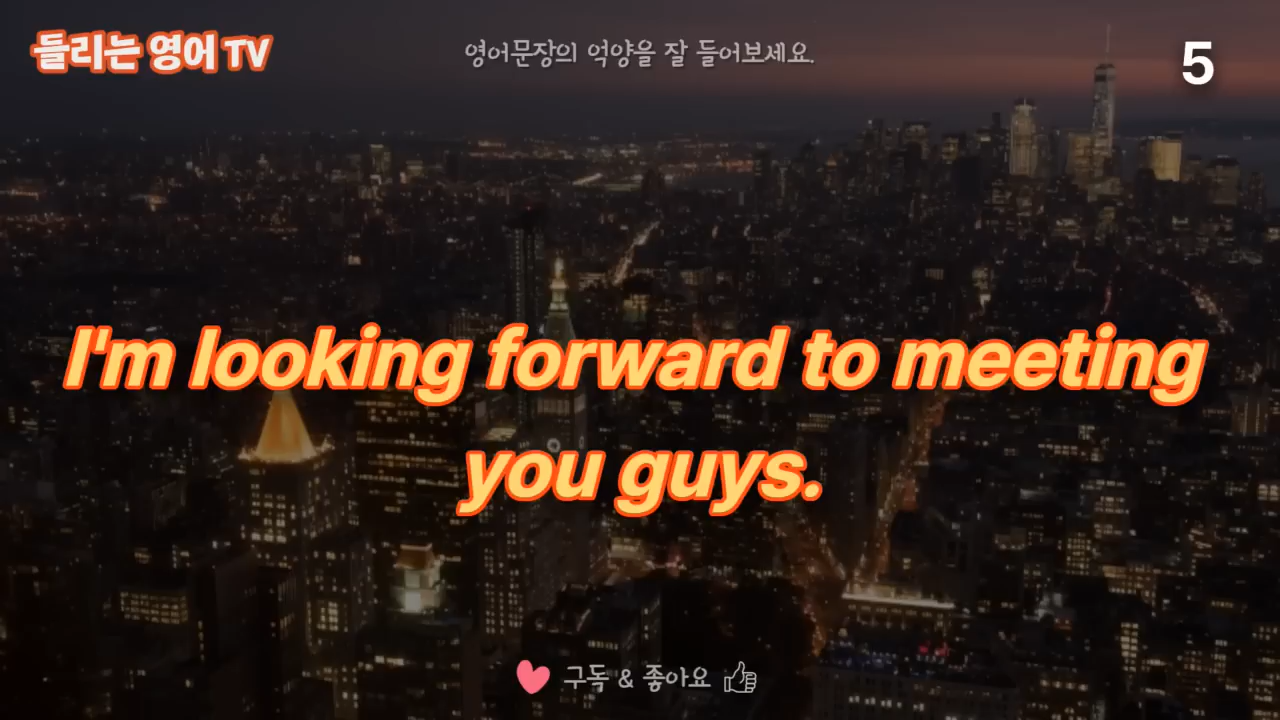 들리는 영어 TV
영어문장의 억양을 잘 들어보세요.
5
I'm looking forward to meeting
you guys.
구독 & 좋아요